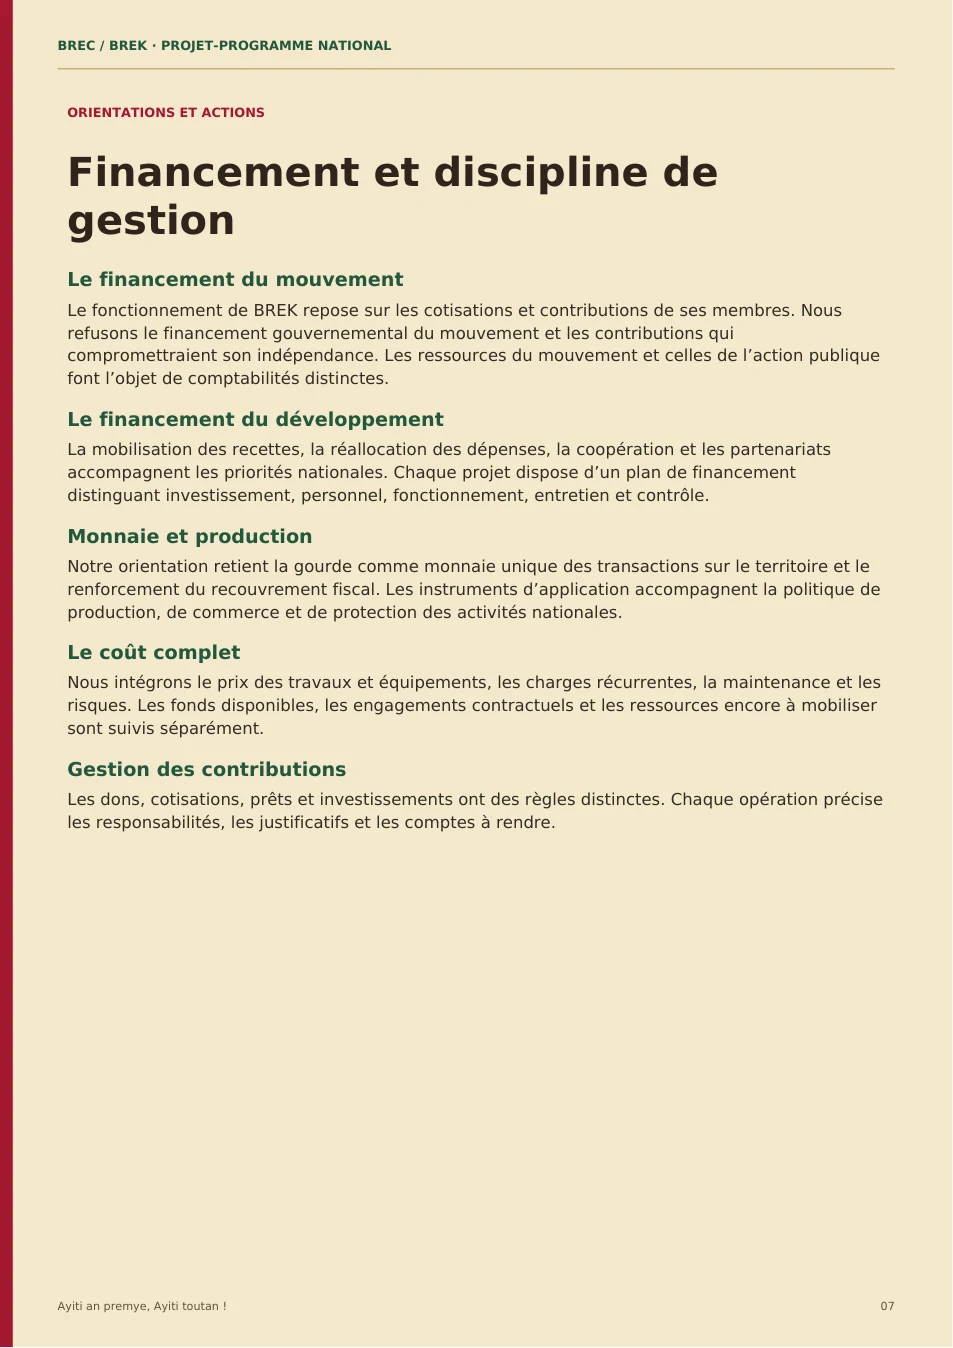 BREC / BREK · PROJET-PROGRAMME NATIONAL
ORIENTATIONS ET ACTIONS
Financement et discipline de
gestion
Le financement du mouvement
Le fonctionnement de BREK repose sur les cotisations et contributions de ses membres. Nous
refusons le financement gouvernemental du mouvement et les contributions qui
compromettraient son indépendance. Les ressources du mouvement et celles de l’action publique
font l’objet de comptabilités distinctes.
Le financement du développement
La mobilisation des recettes, la réallocation des dépenses, la coopération et les partenariats
accompagnent les priorités nationales. Chaque projet dispose d’un plan de financement
distinguant investissement, personnel, fonctionnement, entretien et contrôle.
Monnaie et production
Notre orientation retient la gourde comme monnaie unique des transactions sur le territoire et le
renforcement du recouvrement fiscal. Les instruments d’application accompagnent la politique de
production, de commerce et de protection des activités nationales.
Le coût complet
Nous intégrons le prix des travaux et équipements, les charges récurrentes, la maintenance et les
risques. Les fonds disponibles, les engagements contractuels et les ressources encore à mobiliser
sont suivis séparément.
Gestion des contributions
Les dons, cotisations, prêts et investissements ont des règles distinctes. Chaque opération précise
les responsabilités, les justificatifs et les comptes à rendre.
Ayiti an premye, Ayiti toutan !
07